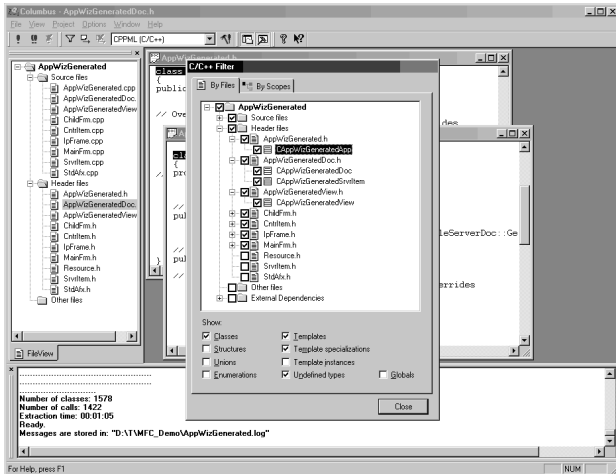 Columbus - AppWizGeneratedDoc.h
File View Project Options Window Help
CPPML (C/C++)
AppWizGenerated
Source files
AppWizGenerated.cpp
AppWizGeneratedDoc.
AppWizGeneratedView
ChildFrm.cpp
CntrItem.cpp
IpFrame.cpp
MainFrm.cpp
SrvrItem.cpp
StdAfx.cpp
Header files
AppWizGenerated.h
AppWizGeneratedDoc.
AppWizGeneratedView
ChildFrm.h
CntrItem.h
IpFrame.h
MainFrm.h
Resource.h
SrvrItem.h
StdAfx.h
Other files
FileView
AppWizGenerated.h
class
{
public
// Ove
des
{
pro
//
pub
leServerDoc::Ge
//
}
pub
//
errides
C/C++ Filter
By Files
By Scopes
AppWizGenerated
Source files
Header files
AppWizGenerated.h
CAppWizGeneratedApp
AppWizGeneratedDoc.h
CAppWizGeneratedDoc
CAppWizGeneratedSrvrItem
AppWizGeneratedView.h
CAppWizGeneratedView
ChildFrm.h
CntrItem.h
IpFrame.h
MainFrm.h
Resource.h
SrvrItem.h
StdAfx.h
Other files
External Dependencies
Show:
Classes Templates
Structures Template specializations
Unions Template instances
Enumerations Undefined types Globals
Close
Number of classes: 1578
Number of calls: 1422
Extraction time: 00:01:05
Ready.
Messages are stored in: "D:\T\MFC_Demo\AppWizGenerated.log"
For Help, press F1
NUM